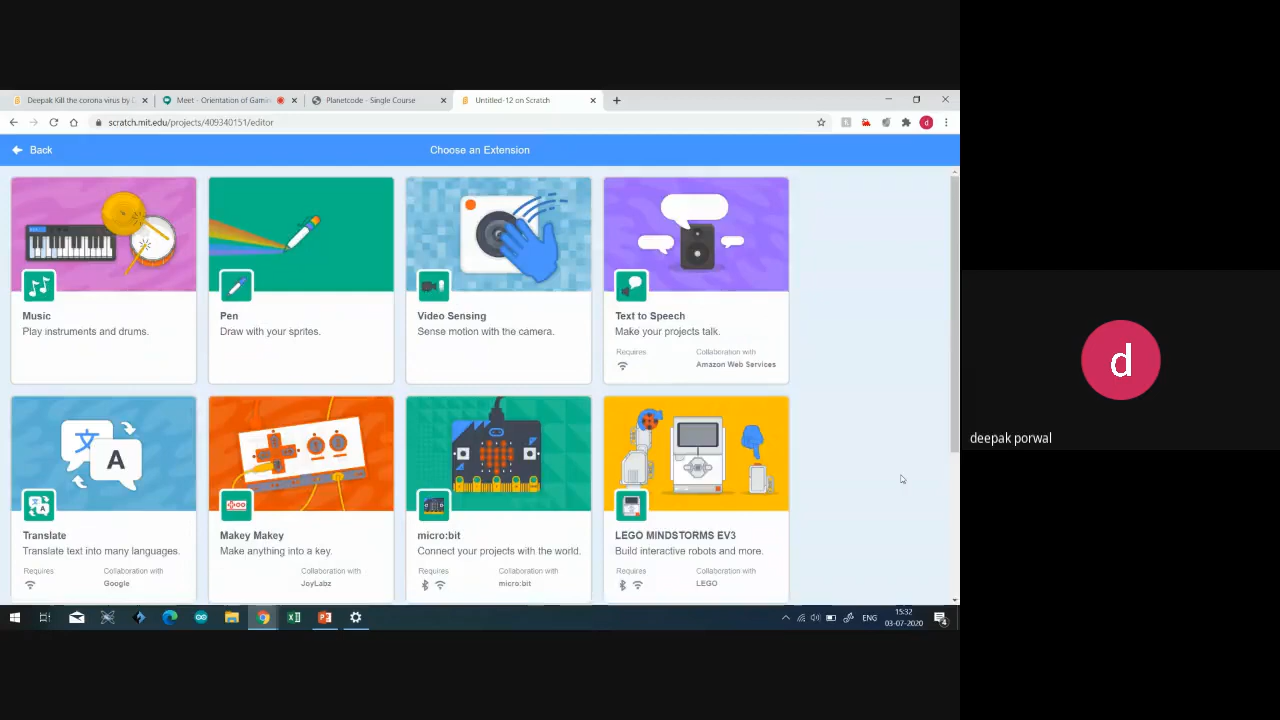 Deepak Kill the corona virus by
Meet - Orientation of Gamin
Planetcode - Single Course
Untitled-12 on Scratch
scratch.mit.edu/projects/409340151/editor
d
Back
Choose an Extension
Music
Play instruments and drums.
Pen
Draw with your sprites.
Video Sensing
Sense motion with the camera.
Text to Speech
Make your projects talk.
Requires
Collaboration with
Amazon Web Services
文
A
Translate
Translate text into many languages.
Requires
Collaboration with
Google
Makey Makey
Make anything into a key.
Collaboration with
JoyLabz
micro:bit
Connect your projects with the world.
Requires
Collaboration with
micro:bit
LEGO MINDSTORMS EV3
Build interactive robots and more.
Requires
Collaboration with
LEGO
ENG
15:32
03-07-2020
4
d
deepak porwal